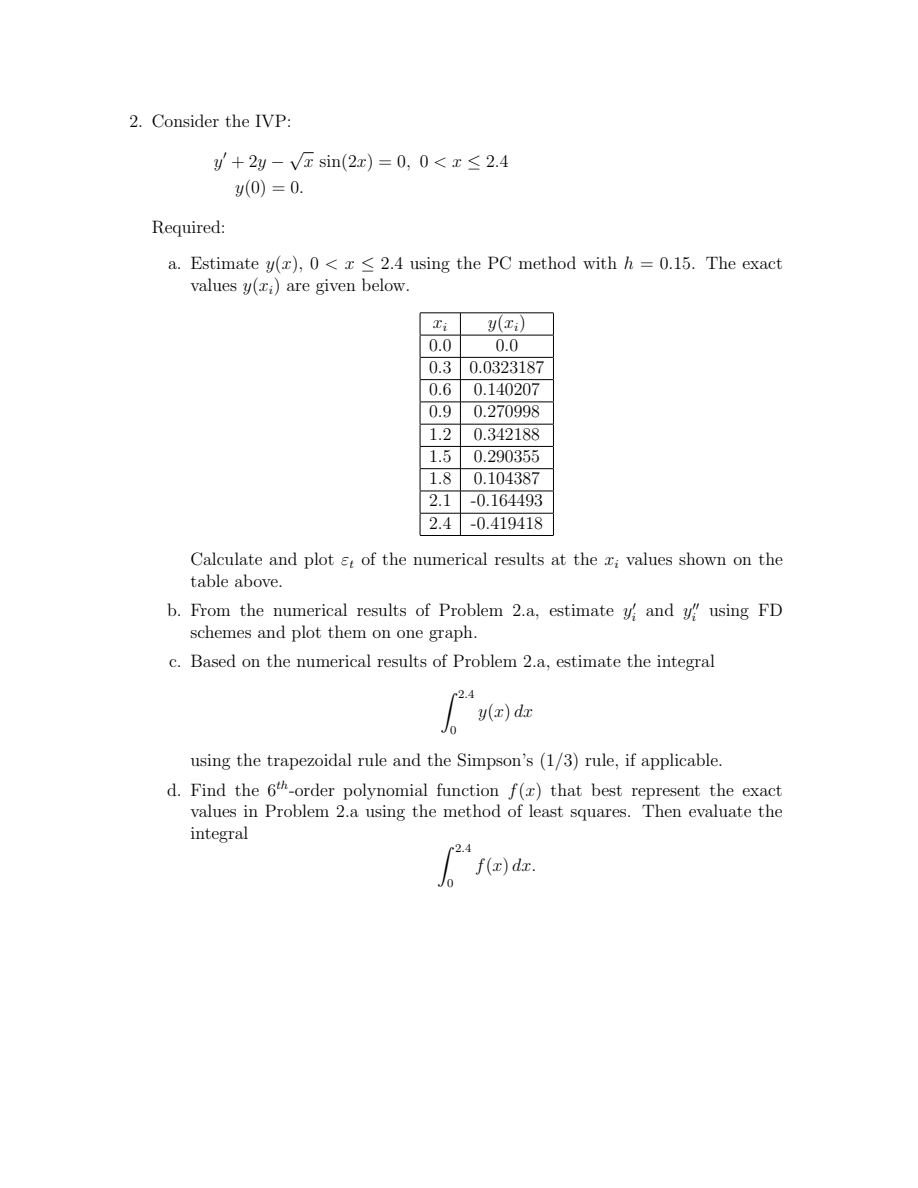 2. Consider the IVP:
y′ + 2y − √x sin(2x) = 0, 0 < x ≤ 2.4
y(0) = 0.
Required:
a. Estimate y(x), 0 < x ≤ 2.4 using the PC method with h = 0.15. The exact
values y(xᵢ) are given below.
xᵢ y(xᵢ)
0.0 0.0
0.3 0.0323187
0.6 0.140207
0.9 0.270998
1.2 0.342188
1.5 0.290355
1.8 0.104387
2.1 -0.164493
2.4 -0.419418
Calculate and plot εₜ of the numerical results at the xᵢ values shown on the
table above.
b. From the numerical results of Problem 2.a, estimate y′ᵢ and y″ᵢ using FD
schemes and plot them on one graph.
c. Based on the numerical results of Problem 2.a, estimate the integral
∫₀^2.4 y(x) dx
using the trapezoidal rule and the Simpson's (1/3) rule, if applicable.
d. Find the 6ᵗʰ-order polynomial function f(x) that best represent the exact
values in Problem 2.a using the method of least squares. Then evaluate the
integral
∫₀^2.4 f(x) dx.